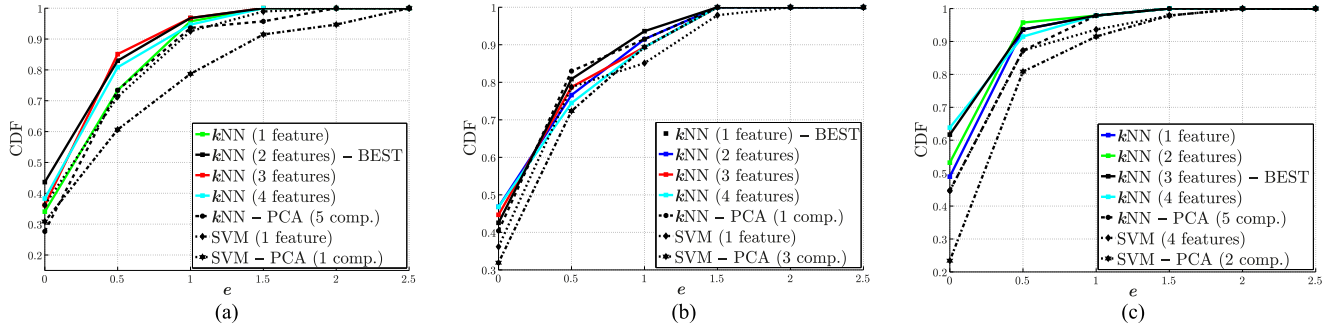 1
0.9
0.8
0.7
0.6
0.5
0.4
0.3
0.2
CDF
0
0.5
1
1.5
2
2.5
e
kNN (1 feature)
kNN (2 features) – BEST
kNN (3 features)
kNN (4 features)
kNN – PCA (5 comp.)
SVM (1 feature)
SVM – PCA (1 comp.)
(a)
1
0.9
0.8
0.7
0.6
0.5
0.4
0.3
CDF
0
0.5
1
1.5
2
2.5
e
kNN (1 feature) – BEST
kNN (2 features)
kNN (3 features)
kNN (4 features)
kNN – PCA (1 comp.)
SVM (1 feature)
SVM – PCA (3 comp.)
(b)
1
0.9
0.8
0.7
0.6
0.5
0.4
0.3
0.2
CDF
0
0.5
1
1.5
2
2.5
e
kNN (1 feature)
kNN (2 features)
kNN (3 features) – BEST
kNN (4 features)
kNN – PCA (5 comp.)
SVM (4 features)
SVM – PCA (2 comp.)
(c)